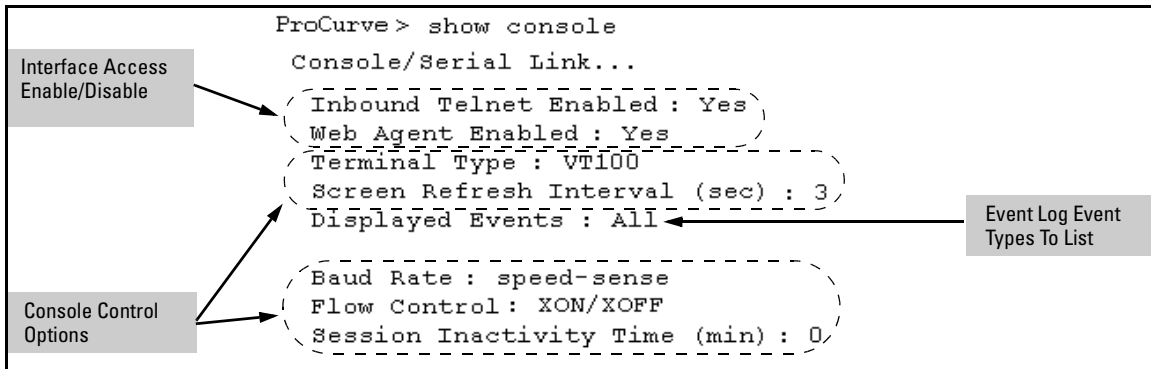 ProCurve> show console
Console/Serial Link...
Interface Access
Enable/Disable
Inbound Telnet Enabled : Yes
Web Agent Enabled : Yes
Terminal Type : VT100
Screen Refresh Interval (sec) : 3
Displayed Events : All
Event Log Event
Types To List
Baud Rate : speed-sense
Flow Control : XON/XOFF
Session Inactivity Time (min) : 0
Console Control
Options